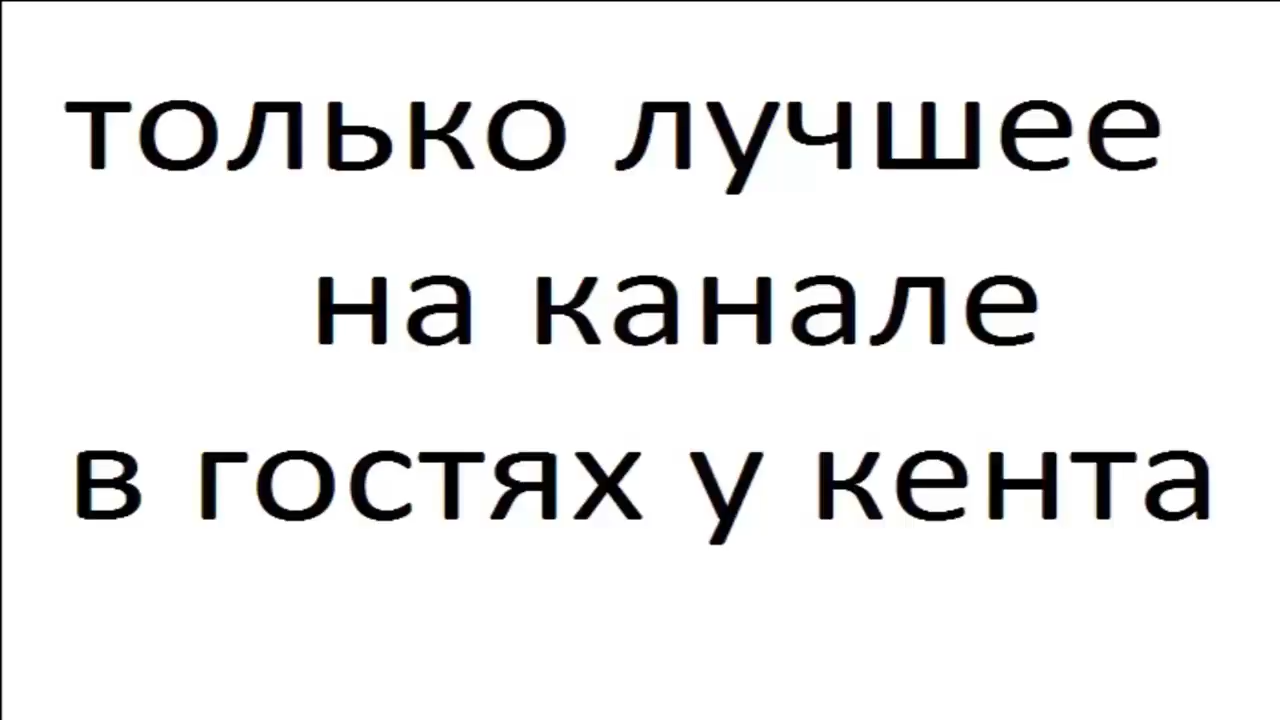 только лучшее
на канале
в гостях у кента